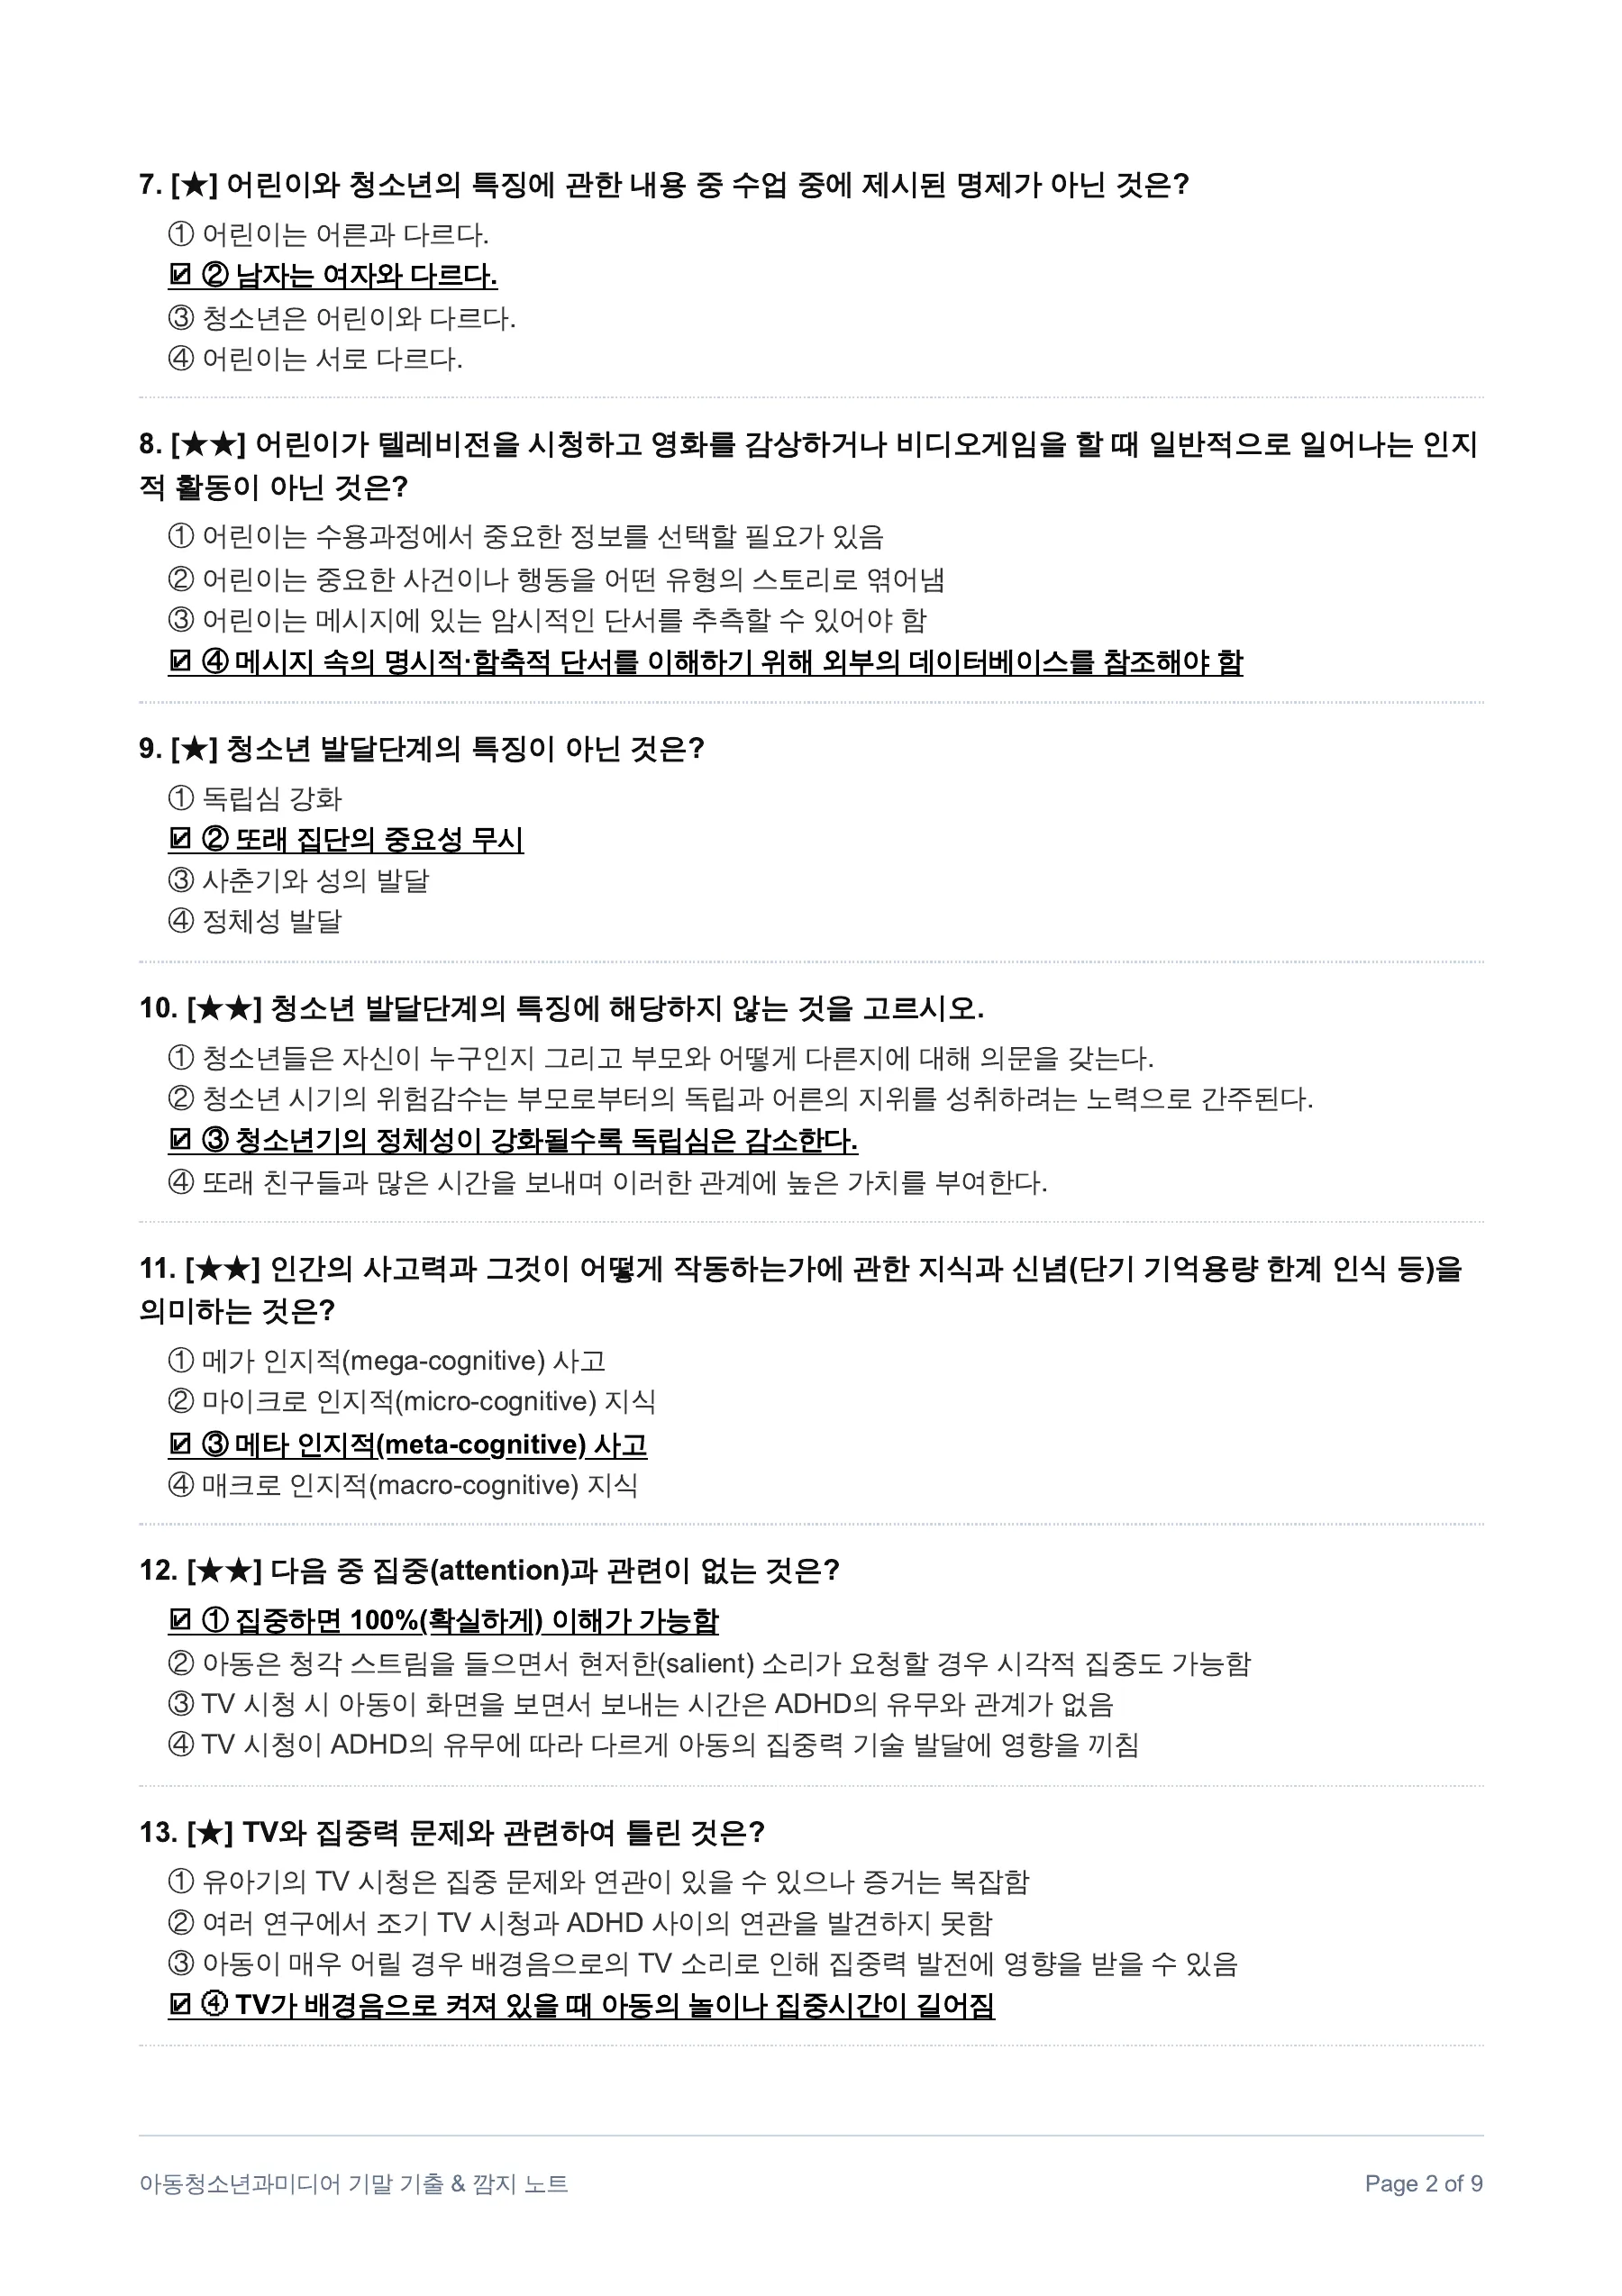 7. [★] 어린이와 청소년의 특징에 관한 내용 중 수업 중에 제시된 명제가 아닌 것은?
① 어린이는 어른과 다르다.
☑ ② 남자는 여자와 다르다.
③ 청소년은 어린이와 다르다.
④ 어린이는 서로 다르다.
8. [★★] 어린이가 텔레비전을 시청하고 영화를 감상하거나 비디오게임을 할 때 일반적으로 일어나는 인지
적 활동이 아닌 것은?
① 어린이는 수용과정에서 중요한 정보를 선택할 필요가 있음
② 어린이는 중요한 사건이나 행동을 어떤 유형의 스토리로 엮어냄
③ 어린이는 메시지에 있는 암시적인 단서를 추측할 수 있어야 함
☑ ④ 메시지 속의 명시적·함축적 단서를 이해하기 위해 외부의 데이터베이스를 참조해야 함
9. [★] 청소년 발달단계의 특징이 아닌 것은?
① 독립심 강화
☑ ② 또래 집단의 중요성 무시
③ 사춘기와 성의 발달
④ 정체성 발달
10. [★★] 청소년 발달단계의 특징에 해당하지 않는 것을 고르시오.
① 청소년들은 자신이 누구인지 그리고 부모와 어떻게 다른지에 대해 의문을 갖는다.
② 청소년 시기의 위험감수는 부모로부터의 독립과 어른의 지위를 성취하려는 노력으로 간주된다.
☑ ③ 청소년기의 정체성이 강화될수록 독립심은 감소한다.
④ 또래 친구들과 많은 시간을 보내며 이러한 관계에 높은 가치를 부여한다.
11. [★★] 인간의 사고력과 그것이 어떻게 작동하는가에 관한 지식과 신념(단기 기억용량 한계 인식 등)을
의미하는 것은?
① 메가 인지적(mega-cognitive) 사고
② 마이크로 인지적(micro-cognitive) 지식
☑ ③ 메타 인지적(meta-cognitive) 사고
④ 매크로 인지적(macro-cognitive) 지식
12. [★★] 다음 중 집중(attention)과 관련이 없는 것은?
☑ ① 집중하면 100%(확실하게) 이해가 가능함
② 아동은 청각 스트림을 들으면서 현저한(salient) 소리가 요청할 경우 시각적 집중도 가능함
③ TV 시청 시 아동이 화면을 보면서 보내는 시간은 ADHD의 유무와 관계가 없음
④ TV 시청이 ADHD의 유무에 따라 다르게 아동의 집중력 기술 발달에 영향을 끼침
13. [★] TV와 집중력 문제와 관련하여 틀린 것은?
① 유아기의 TV 시청은 집중 문제와 연관이 있을 수 있으나 증거는 복잡함
② 여러 연구에서 조기 TV 시청과 ADHD 사이의 연관을 발견하지 못함
③ 아동이 매우 어릴 경우 배경음으로의 TV 소리로 인해 집중력 발전에 영향을 받을 수 있음
☑ ④ TV가 배경음으로 켜져 있을 때 아동의 놀이나 집중시간이 길어짐
아동청소년과미디어 기말 기출 & 깜지 노트
Page 2 of 9